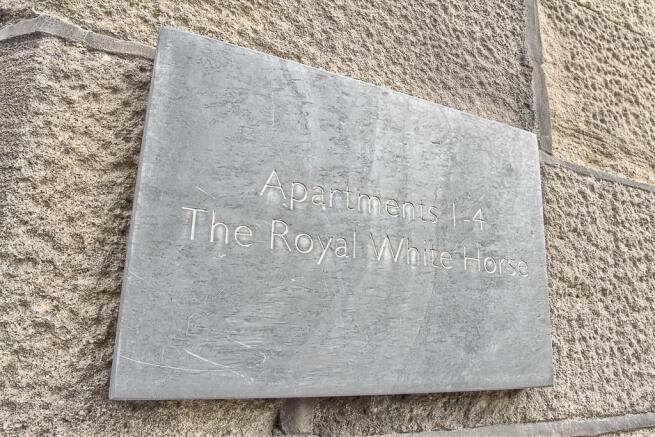 Apartments 1-4
The Royal White Horse